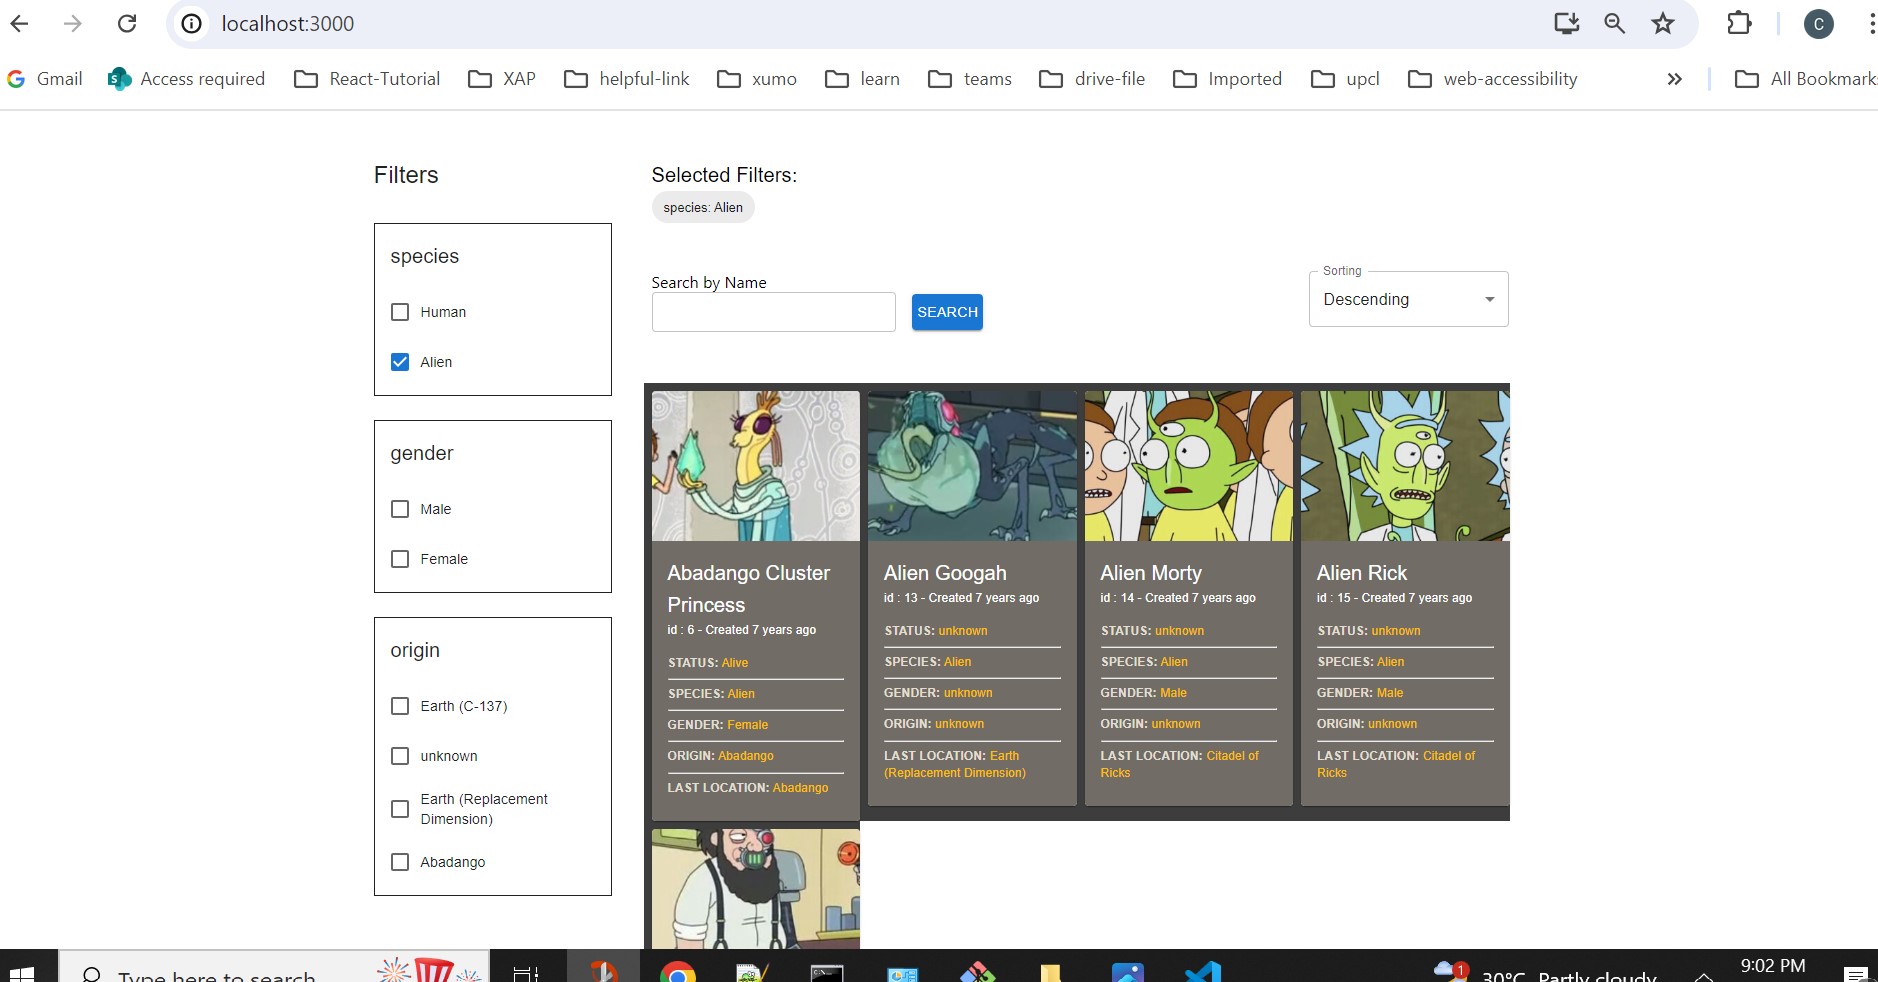 localhost:3000
C
Gmail
Access required
React-Tutorial
XAP
helpful-link
xumo
learn
teams
drive-file
Imported
upcl
web-accessibility
»
All Bookmarks
Filters
species
Human
Alien
gender
Male
Female
origin
Earth (C-137)
unknown
Earth (Replacement
Dimension)
Abadango
Selected Filters:
species: Alien
Search by Name
SEARCH
Sorting
Descending
Abadango Cluster
Princess
id : 6 - Created 7 years ago
STATUS: Alive
SPECIES: Alien
GENDER: Female
ORIGIN: Abadango
LAST LOCATION: Abadango
Alien Googah
id : 13 - Created 7 years ago
STATUS: unknown
SPECIES: Alien
GENDER: unknown
ORIGIN: unknown
LAST LOCATION: Earth
(Replacement Dimension)
Alien Morty
id : 14 - Created 7 years ago
STATUS: unknown
SPECIES: Alien
GENDER: Male
ORIGIN: unknown
LAST LOCATION: Citadel of
Ricks
Alien Rick
id : 15 - Created 7 years ago
STATUS: unknown
SPECIES: Alien
GENDER: Male
ORIGIN: unknown
LAST LOCATION: Citadel of
Ricks
Type here to search
1
30°C Partly cloudy
9:02 PM